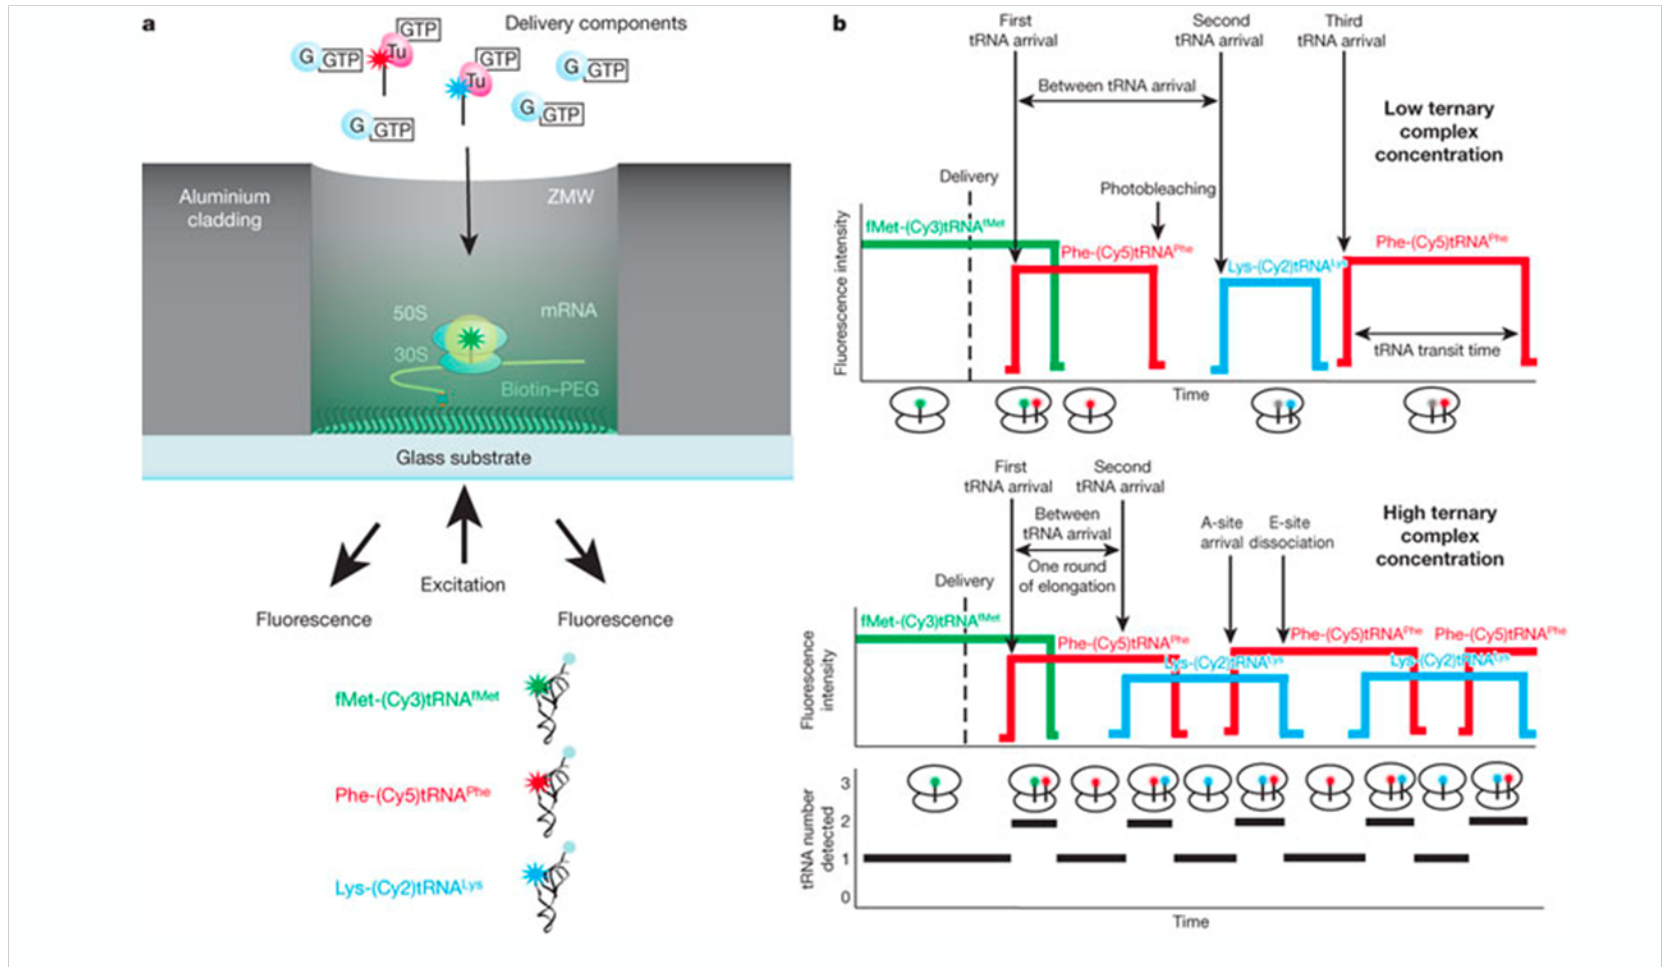 a
Delivery components
GTP
G GTP
Tu
GTP
Tu
G GTP
G GTP
G GTP
Aluminium
cladding
ZMW
50S
mRNA
30S
Biotin–PEG
Glass substrate
Excitation
Fluorescence
Fluorescence
fMet-(Cy3)tRNAfMet
Phe-(Cy5)tRNAPhe
Lys-(Cy2)tRNALys
b
First
tRNA arrival
Second
tRNA arrival
Third
tRNA arrival
Between tRNA arrival
Low ternary
complex
concentration
Delivery
Photobleaching
Fluorescence intensity
fMet-(Cy3)tRNAfMet
Phe-(Cy5)tRNAPhe
Lys-(Cy2)tRNALys
Phe-(Cy5)tRNAPhe
tRNA transit time
Time
First
tRNA arrival
Second
tRNA arrival
Between
tRNA arrival
One round
of elongation
A-site
arrival
E-site
dissociation
High ternary
complex
concentration
Delivery
Fluorescence
intensity
fMet-(Cy3)tRNAfMet
Phe-(Cy5)tRNAPhe
Lys-(Cy2)tRNALys
Phe-(Cy5)tRNAPhe
Lys-(Cy2)tRNALys
Phe-(Cy5)tRNAPhe
tRNA number
detected
3
2
1
0
Time